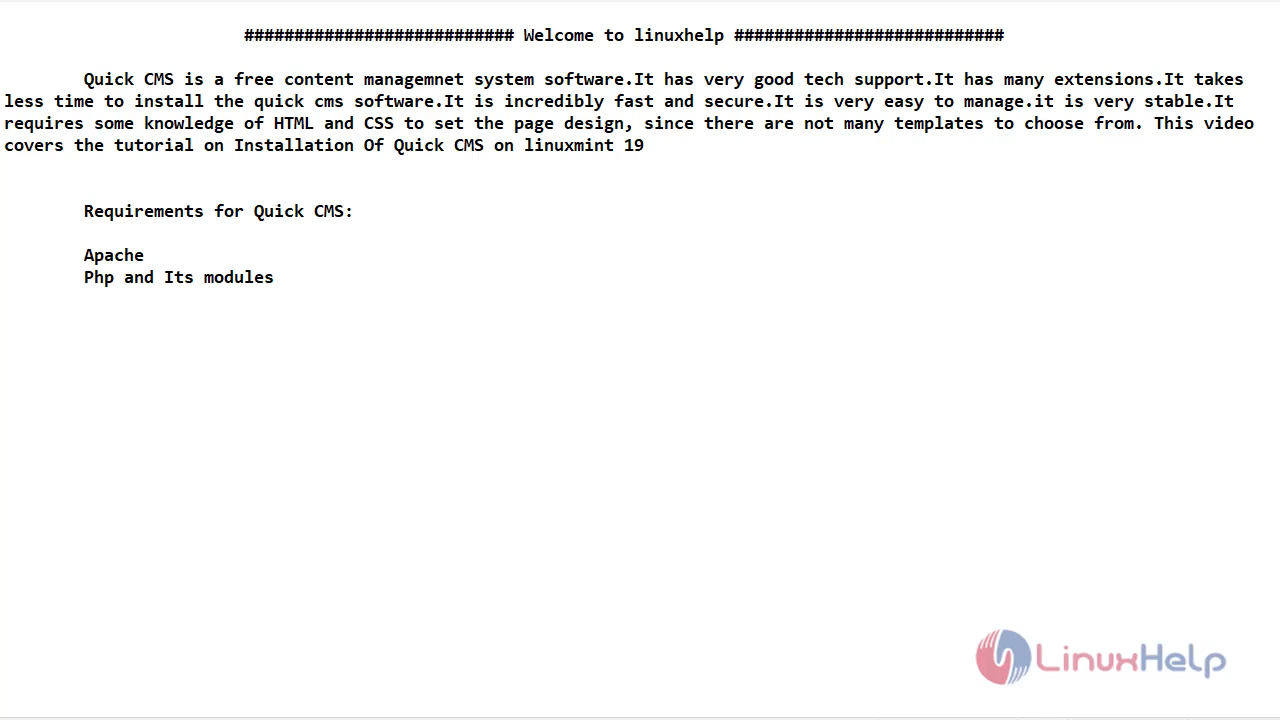 ########################### Welcome to linuxhelp ###########################
Quick CMS is a free content managemnet system software.It has very good tech support.It has many extensions.It takes
less time to install the quick cms software.It is incredibly fast and secure.It is very easy to manage.it is very stable.It
requires some knowledge of HTML and CSS to set the page design, since there are not many templates to choose from. This video
covers the tutorial on Installation Of Quick CMS on linuxmint 19
Requirements for Quick CMS:
Apache
Php and Its modules
LinuxHelp